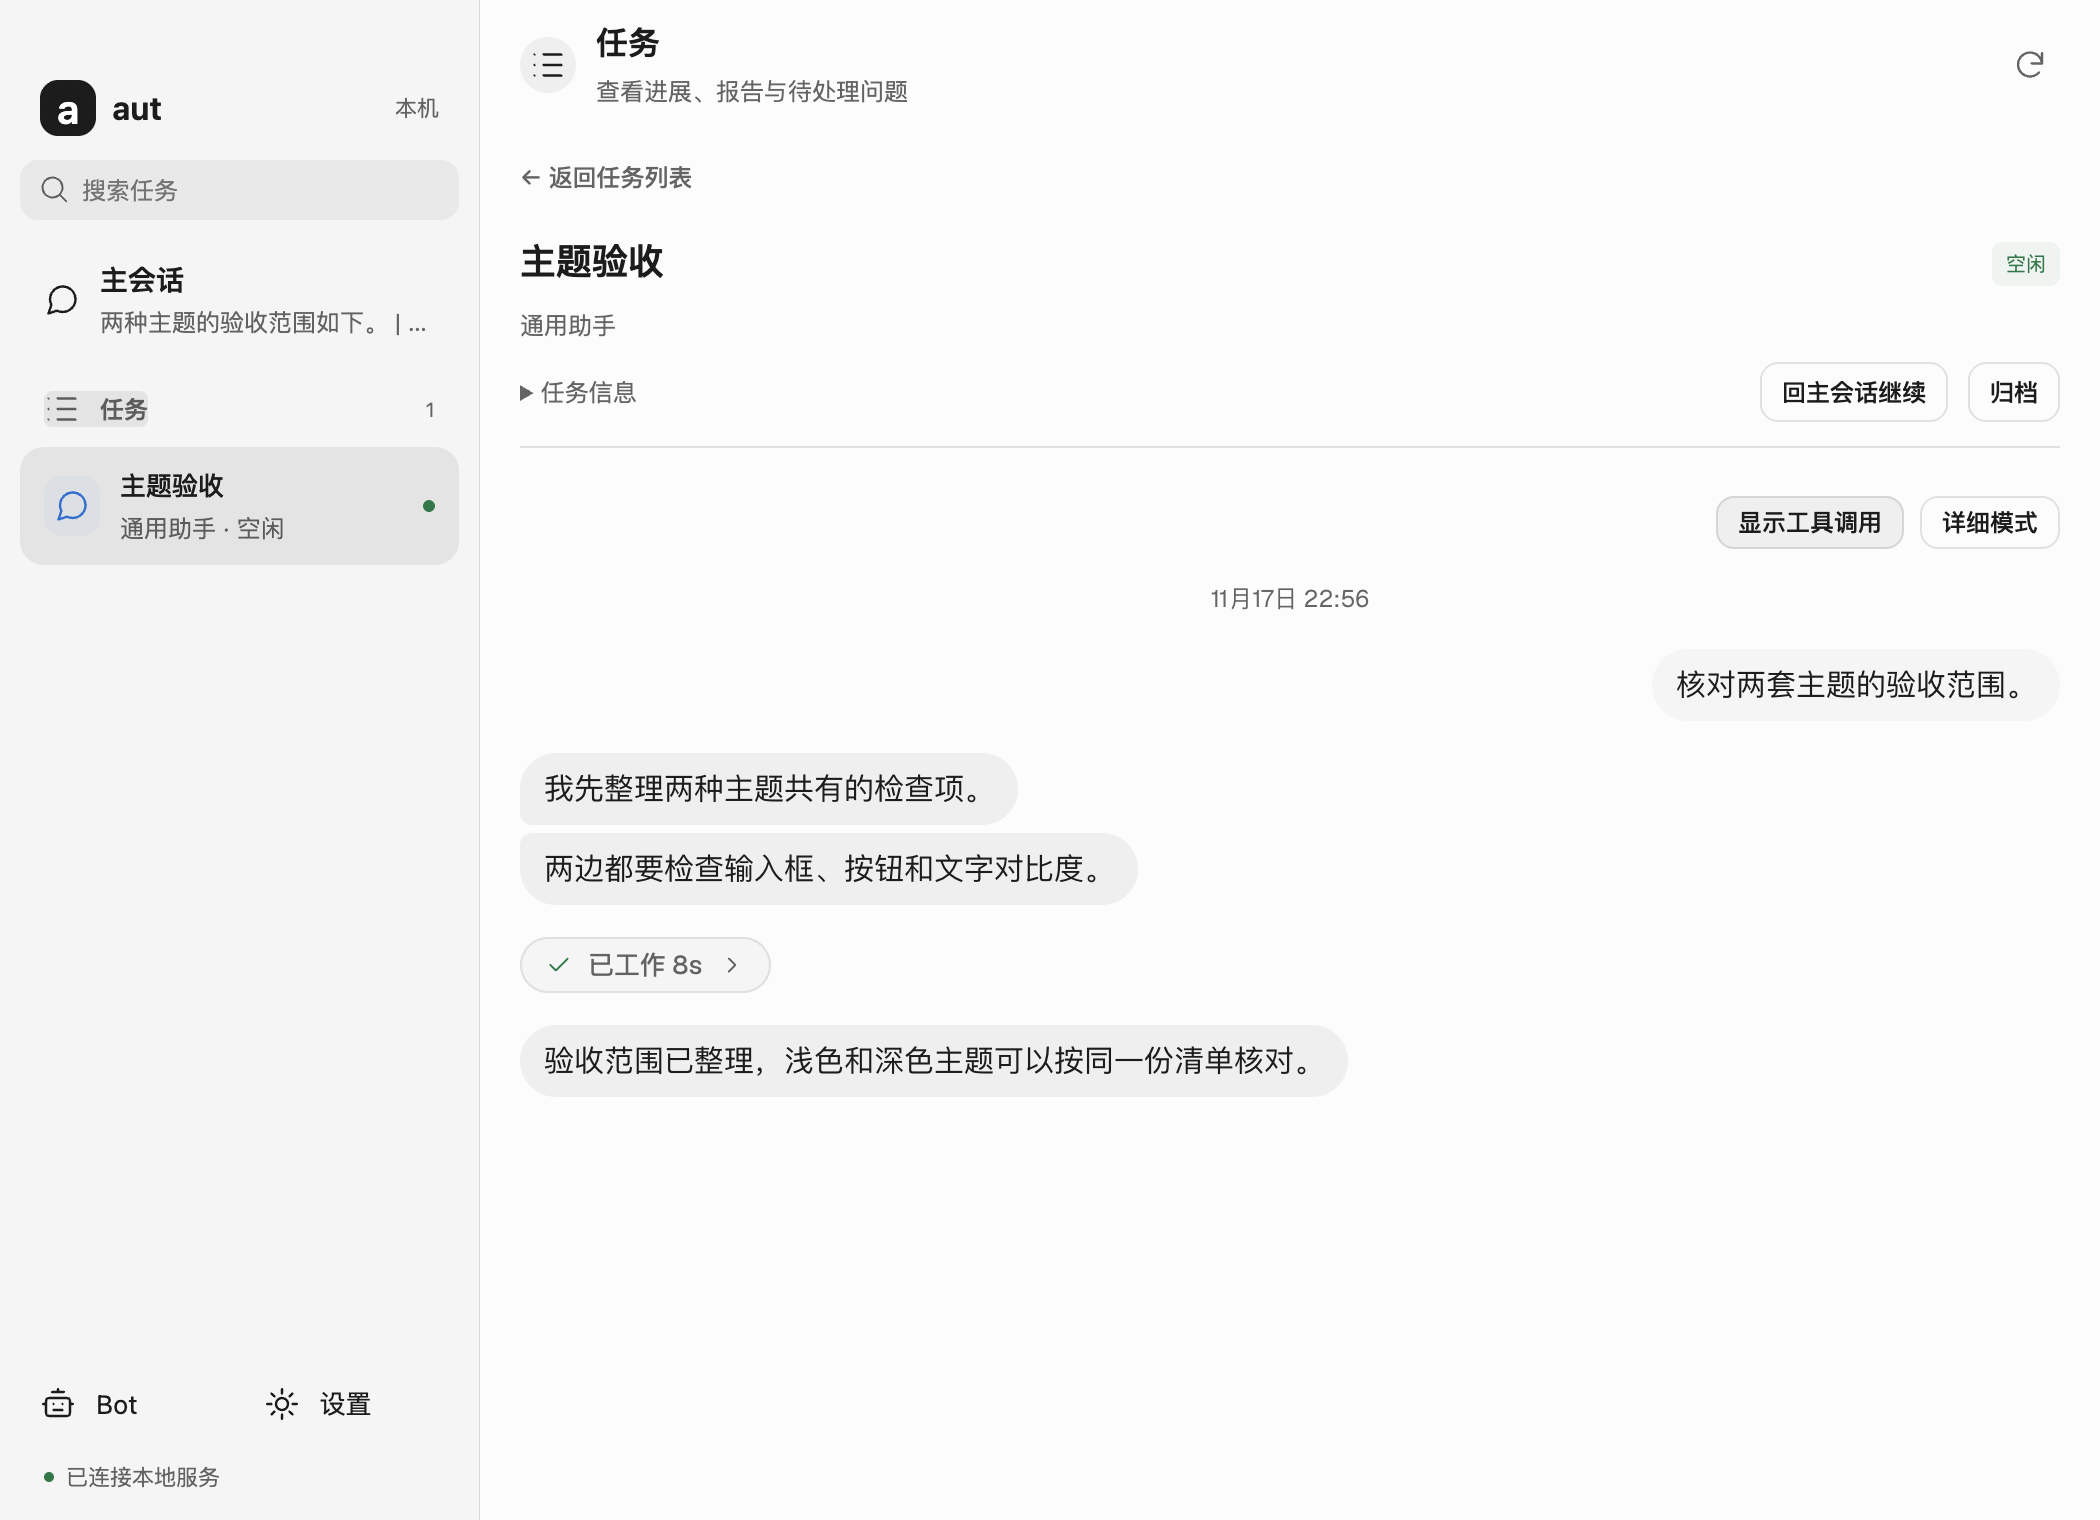 a aut 本机
搜索任务
主会话
两种主题的验收范围如下。 | ...
任务 1
主题验收
通用助手 · 空闲
Bot 设置
已连接本地服务
任务
查看进展、报告与待处理问题
← 返回任务列表
主题验收 空闲
通用助手
▶ 任务信息 回主会话继续 归档
显示工具调用 详细模式
11月17日 22:56
核对两套主题的验收范围。
我先整理两种主题共有的检查项。
两边都要检查输入框、按钮和文字对比度。
已工作 8s
验收范围已整理，浅色和深色主题可以按同一份清单核对。